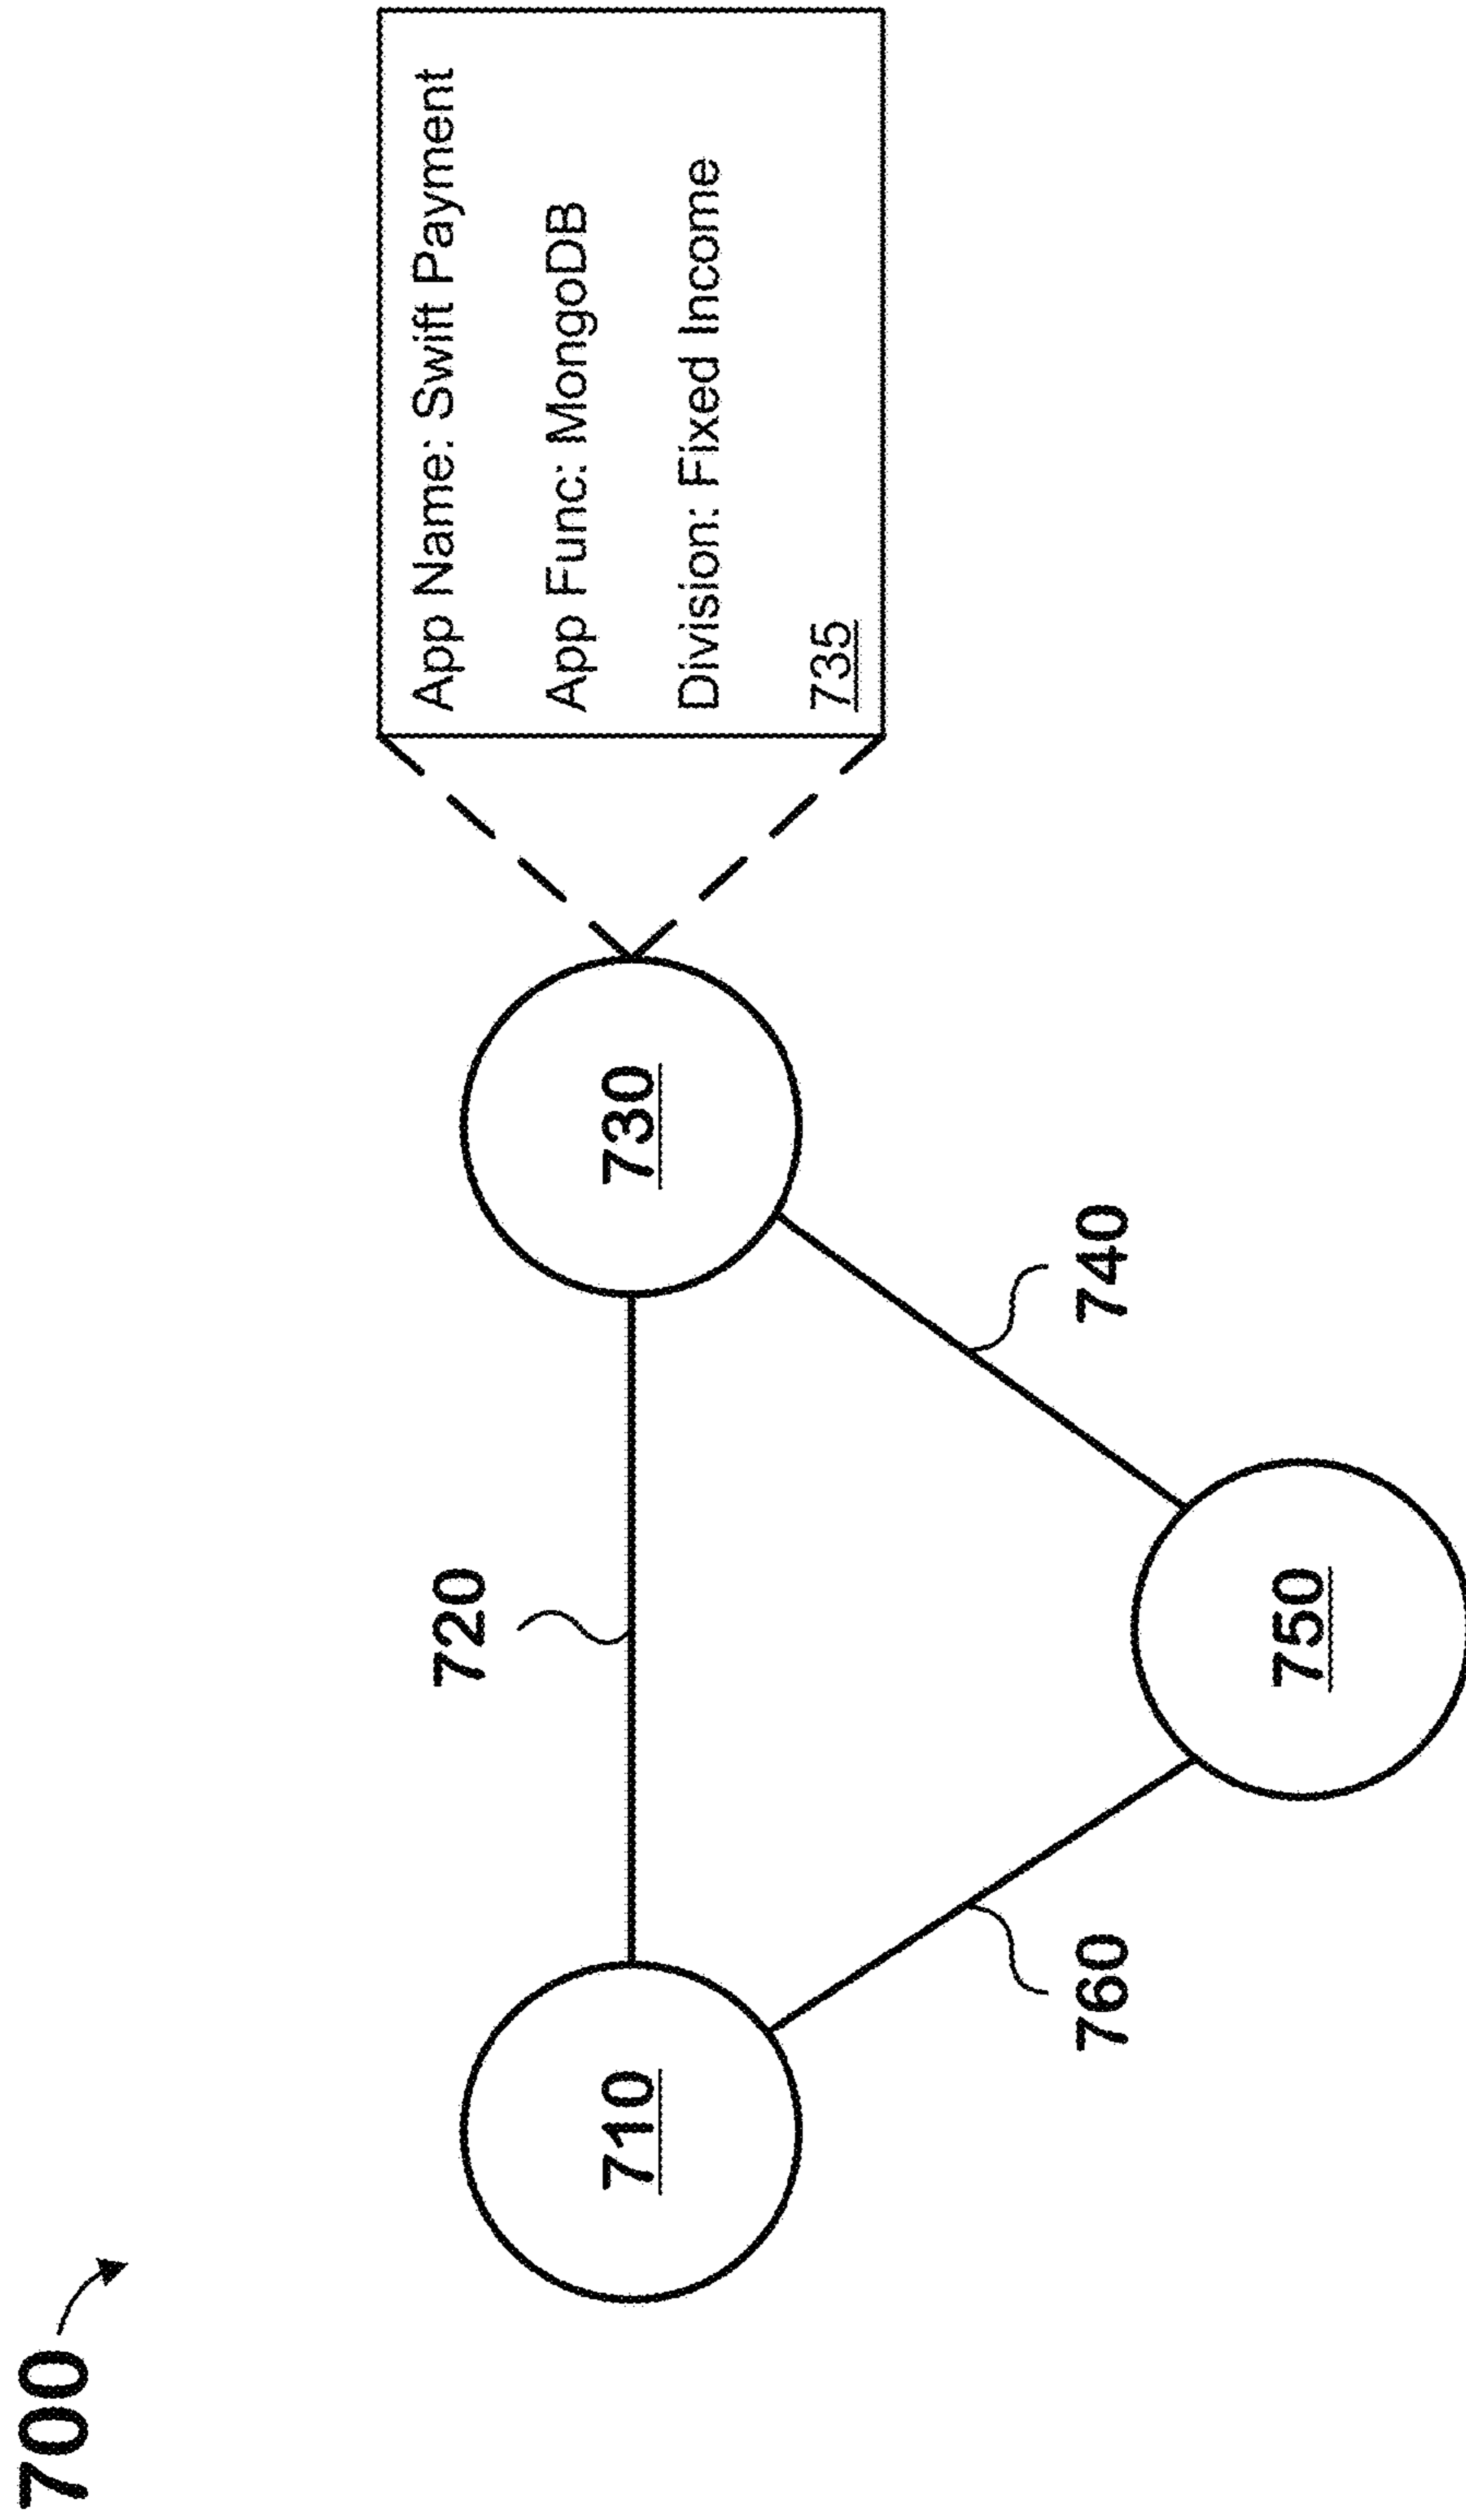 700
720
710
730
App Name: Swift Payment
App Func: MongoDB
Division: Fixed Income
735
760
740
750